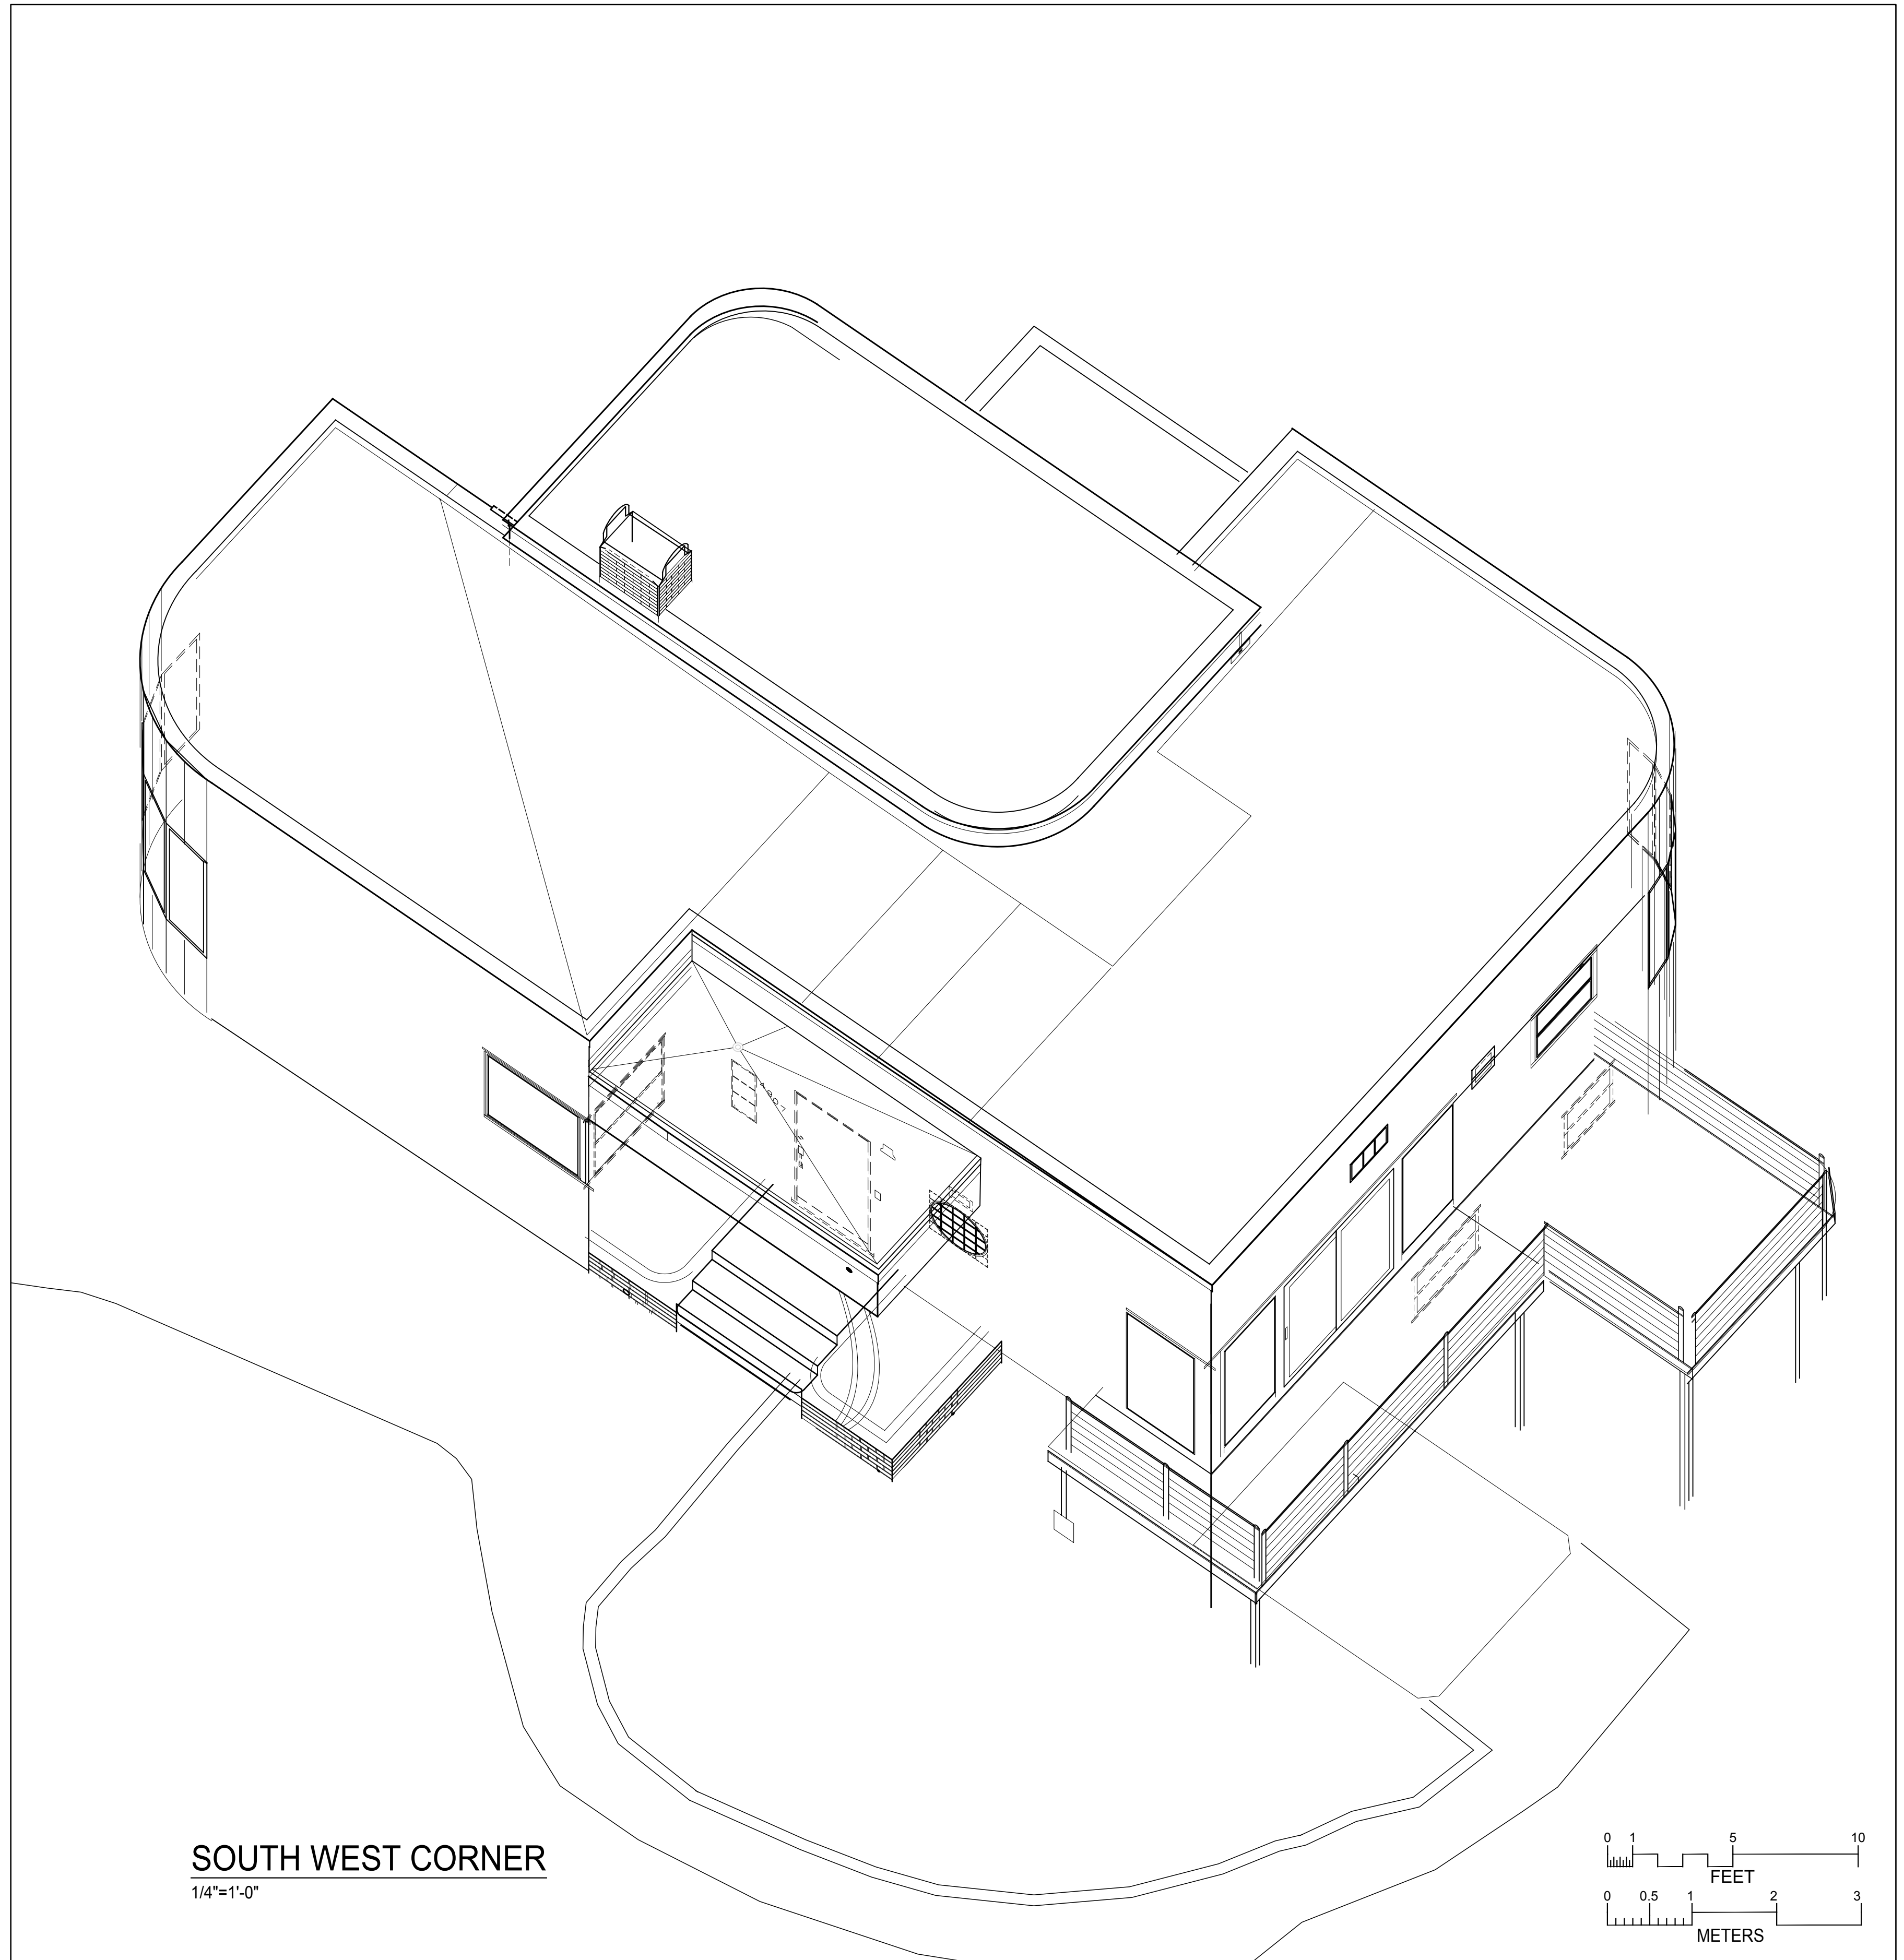 SOUTH WEST CORNER
1/4"=1'-0"
0 1 5 10
FEET
0 0.5 1 2 3
METERS